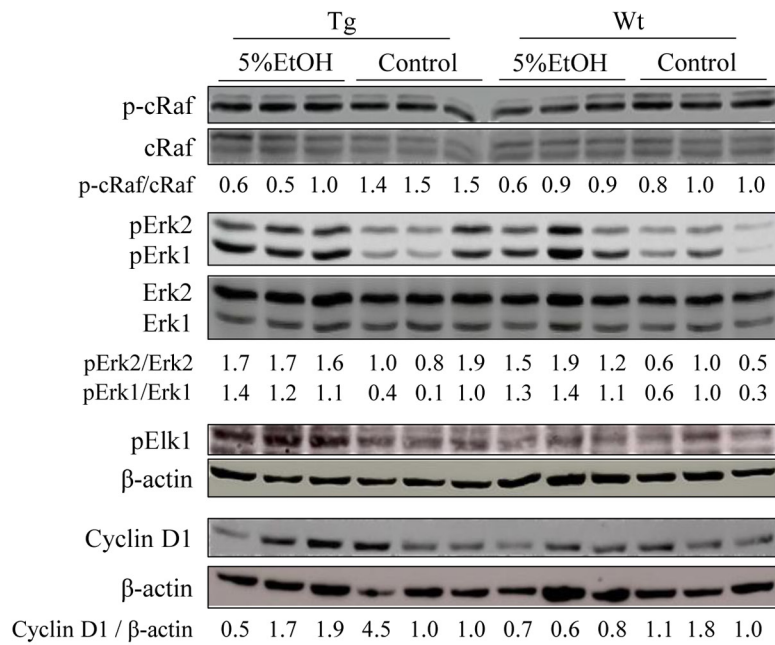 Tg Wt
5%EtOH Control 5%EtOH Control
p-cRaf
cRaf
p-cRaf/cRaf 0.6 0.5 1.0 1.4 1.5 1.5 0.6 0.9 0.9 0.8 1.0 1.0
pErk2
pErk1
Erk2
Erk1
pErk2/Erk2 1.7 1.7 1.6 1.0 0.8 1.9 1.5 1.9 1.2 0.6 1.0 0.5
pErk1/Erk1 1.4 1.2 1.1 0.4 0.1 1.0 1.3 1.4 1.1 0.6 1.0 0.3
pElk1
β-actin
Cyclin D1
β-actin
Cyclin D1 / β-actin 0.5 1.7 1.9 4.5 1.0 1.0 0.7 0.6 0.8 1.1 1.8 1.0